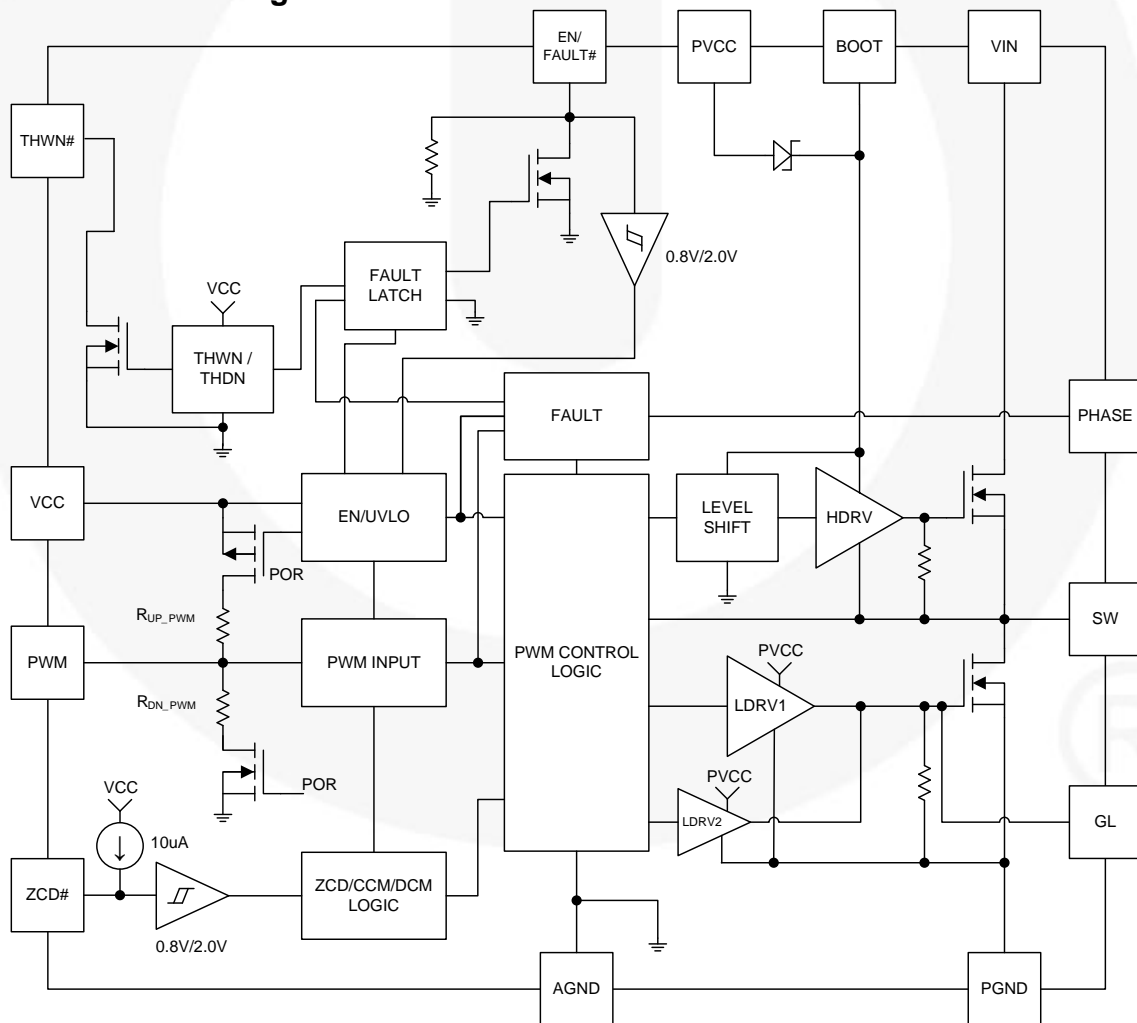 EN/
FAULT#
PVCC
BOOT
VIN
THWN#
0.8V/2.0V
FAULT
LATCH
VCC
THWN /
THDN
FAULT
PHASE
VCC
EN/UVLO
LEVEL
SHIFT
HDRV
POR
RUP_PWM
SW
PWM
PWM INPUT
PWM CONTROL
LOGIC
PVCC
LDRV1
RDN_PWM
POR
PVCC
LDRV2
GL
VCC
10uA
ZCD#
ZCD/CCM/DCM
LOGIC
0.8V/2.0V
AGND
PGND
R